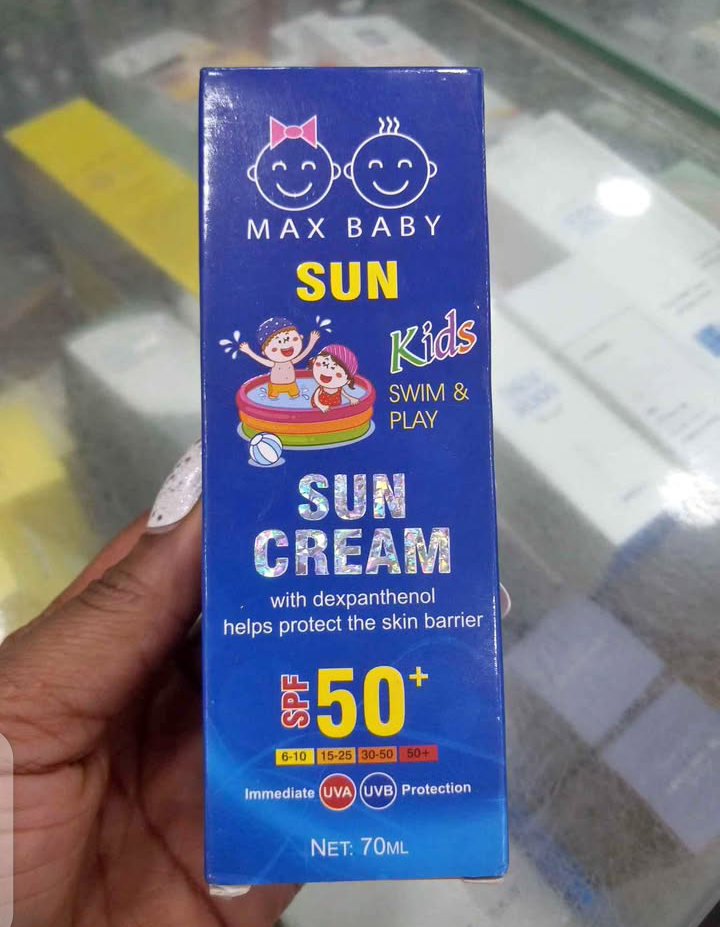 MAX BABY
SUN
Kids
SWIM &
PLAY
SUN
CREAM
with dexpanthenol
helps protect the skin barrier
SPF 50+
6-10 15-25 30-50 50+
Immediate UVA UVB Protection
NET: 70ML